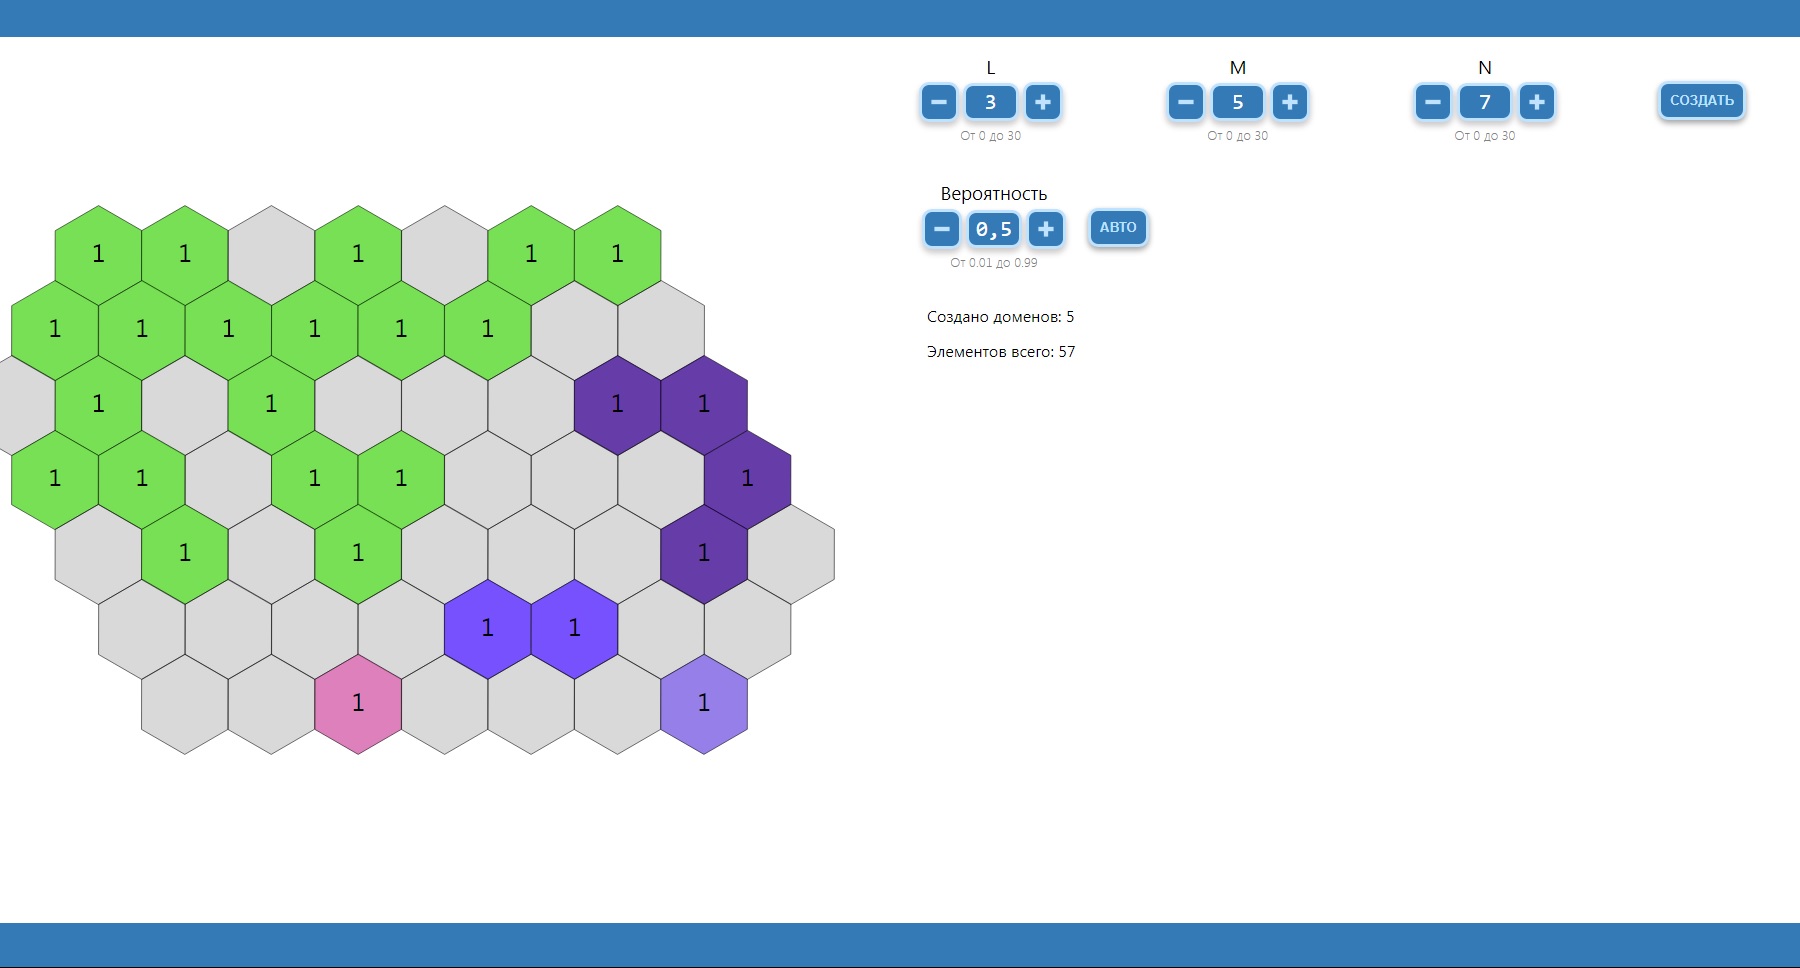 L M N
3 5 7 СОЗДАТЬ
От 0 до 30 От 0 до 30 От 0 до 30
Вероятность
0,5 АВТО
От 0.01 до 0.99
Создано доменов: 5
Элементов всего: 57
1 1 1 1 1
1 1 1 1 1 1
1 1 1 1
1 1 1 1 1
1 1 1
1 1
1 1